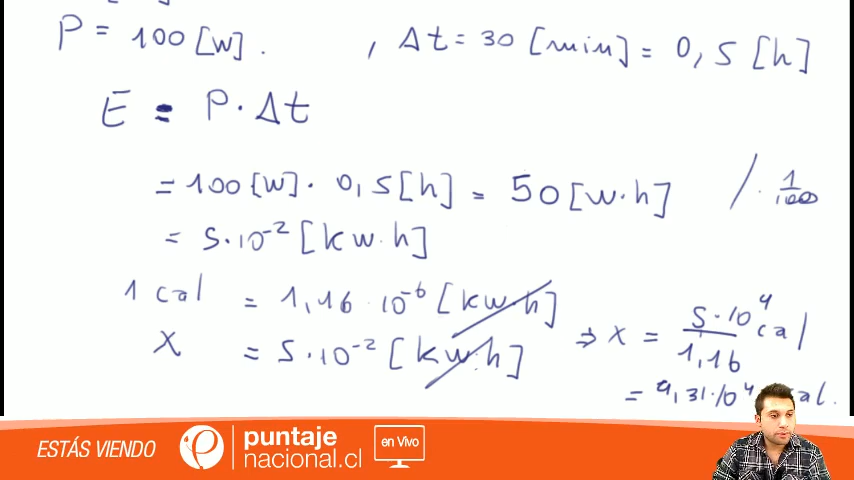 P = 100 [W] . , Δt = 30 [min] = 0,5 [h]
E = P · Δt
= 100 [W] · 0,5 [h] = 50 [W·h] / · 1/100
= 5·10⁻² [kW·h]
1 cal = 1,16 · 10⁻⁶ [kW·h]
X = 5·10⁻² [kW·h] ⇒ X = 5·10⁴/1,16 cal
= 4,31·10⁴ cal.
ESTÁS VIENDO
puntaje
nacional.cl
en Vivo